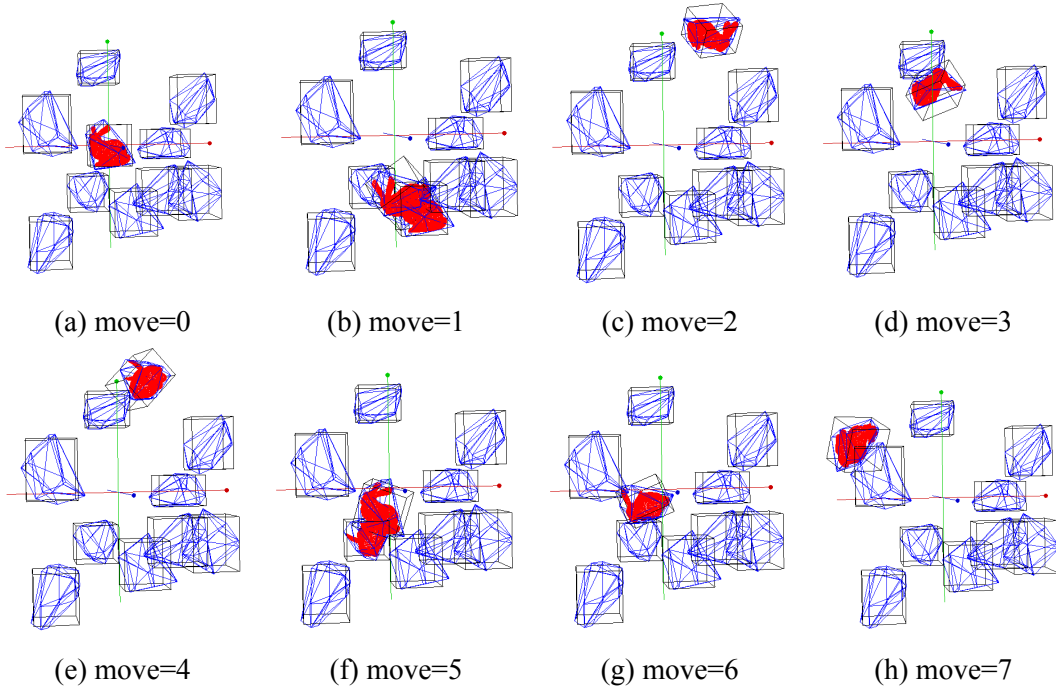 (a) move=0
(b) move=1
(c) move=2
(d) move=3
(e) move=4
(f) move=5
(g) move=6
(h) move=7